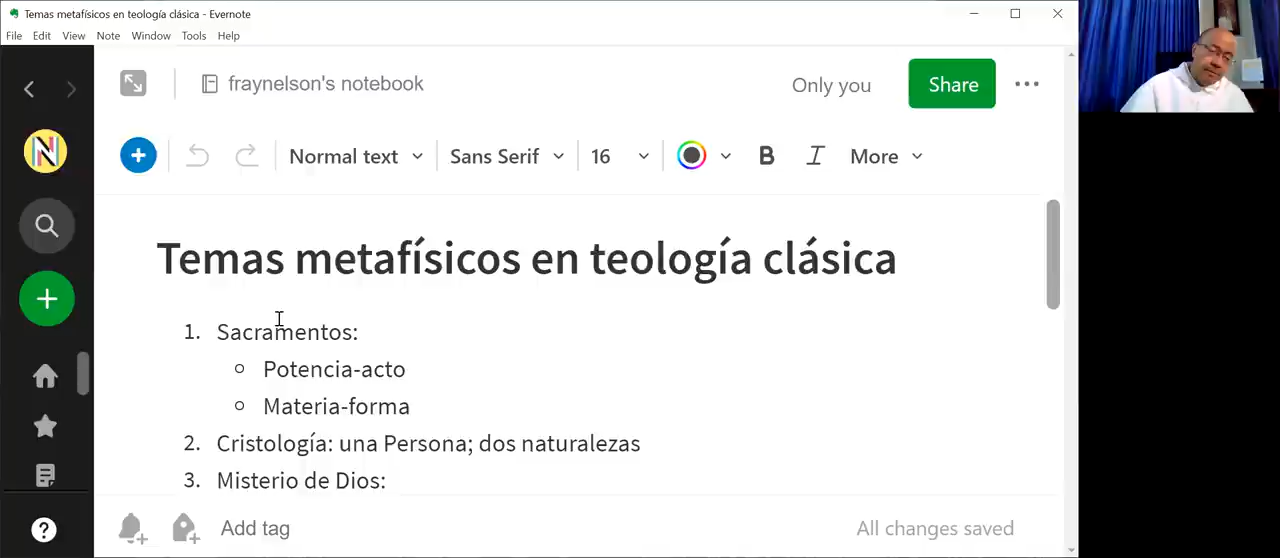 Temas metafísicos en teología clásica - Evernote
File Edit View Note Window Tools Help
fraynelson's notebook Only you Share
Normal text Sans Serif 16 B I More
Temas metafísicos en teología clásica
1. Sacramentos:
Potencia-acto
Materia-forma
2. Cristología: una Persona; dos naturalezas
3. Misterio de Dios:
Add tag All changes saved